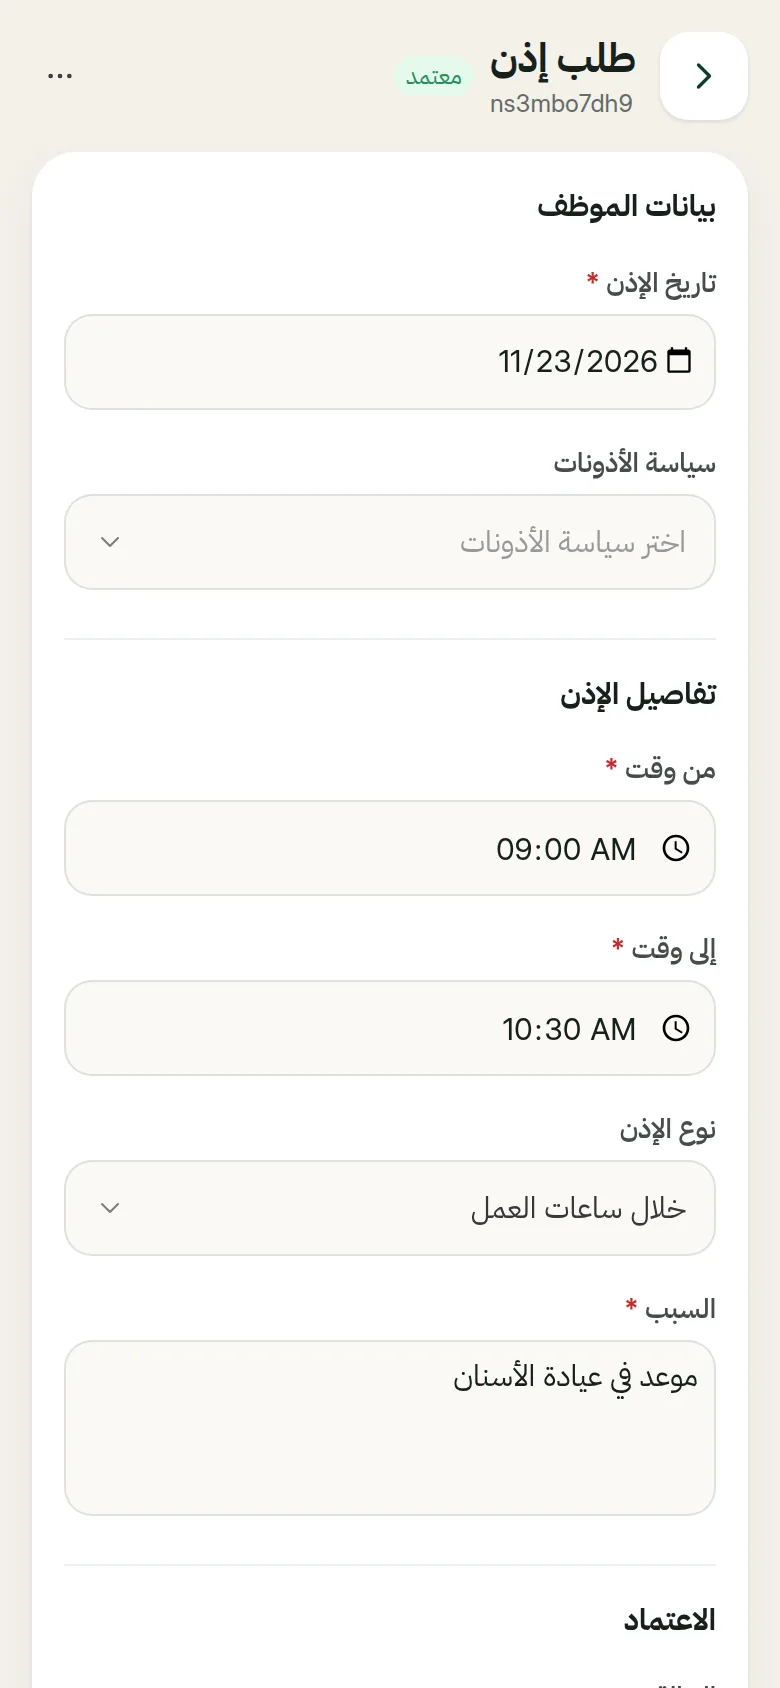 طلب إذن
معتمد
ns3mbo7dh9
بيانات الموظف
تاريخ الإذن *
11/23/2026
سياسة الأذونات
اختر سياسة الأذونات
تفاصيل الإذن
من وقت *
09:00 AM
إلى وقت *
10:30 AM
نوع الإذن
خلال ساعات العمل
السبب *
موعد في عيادة الأسنان
الاعتماد